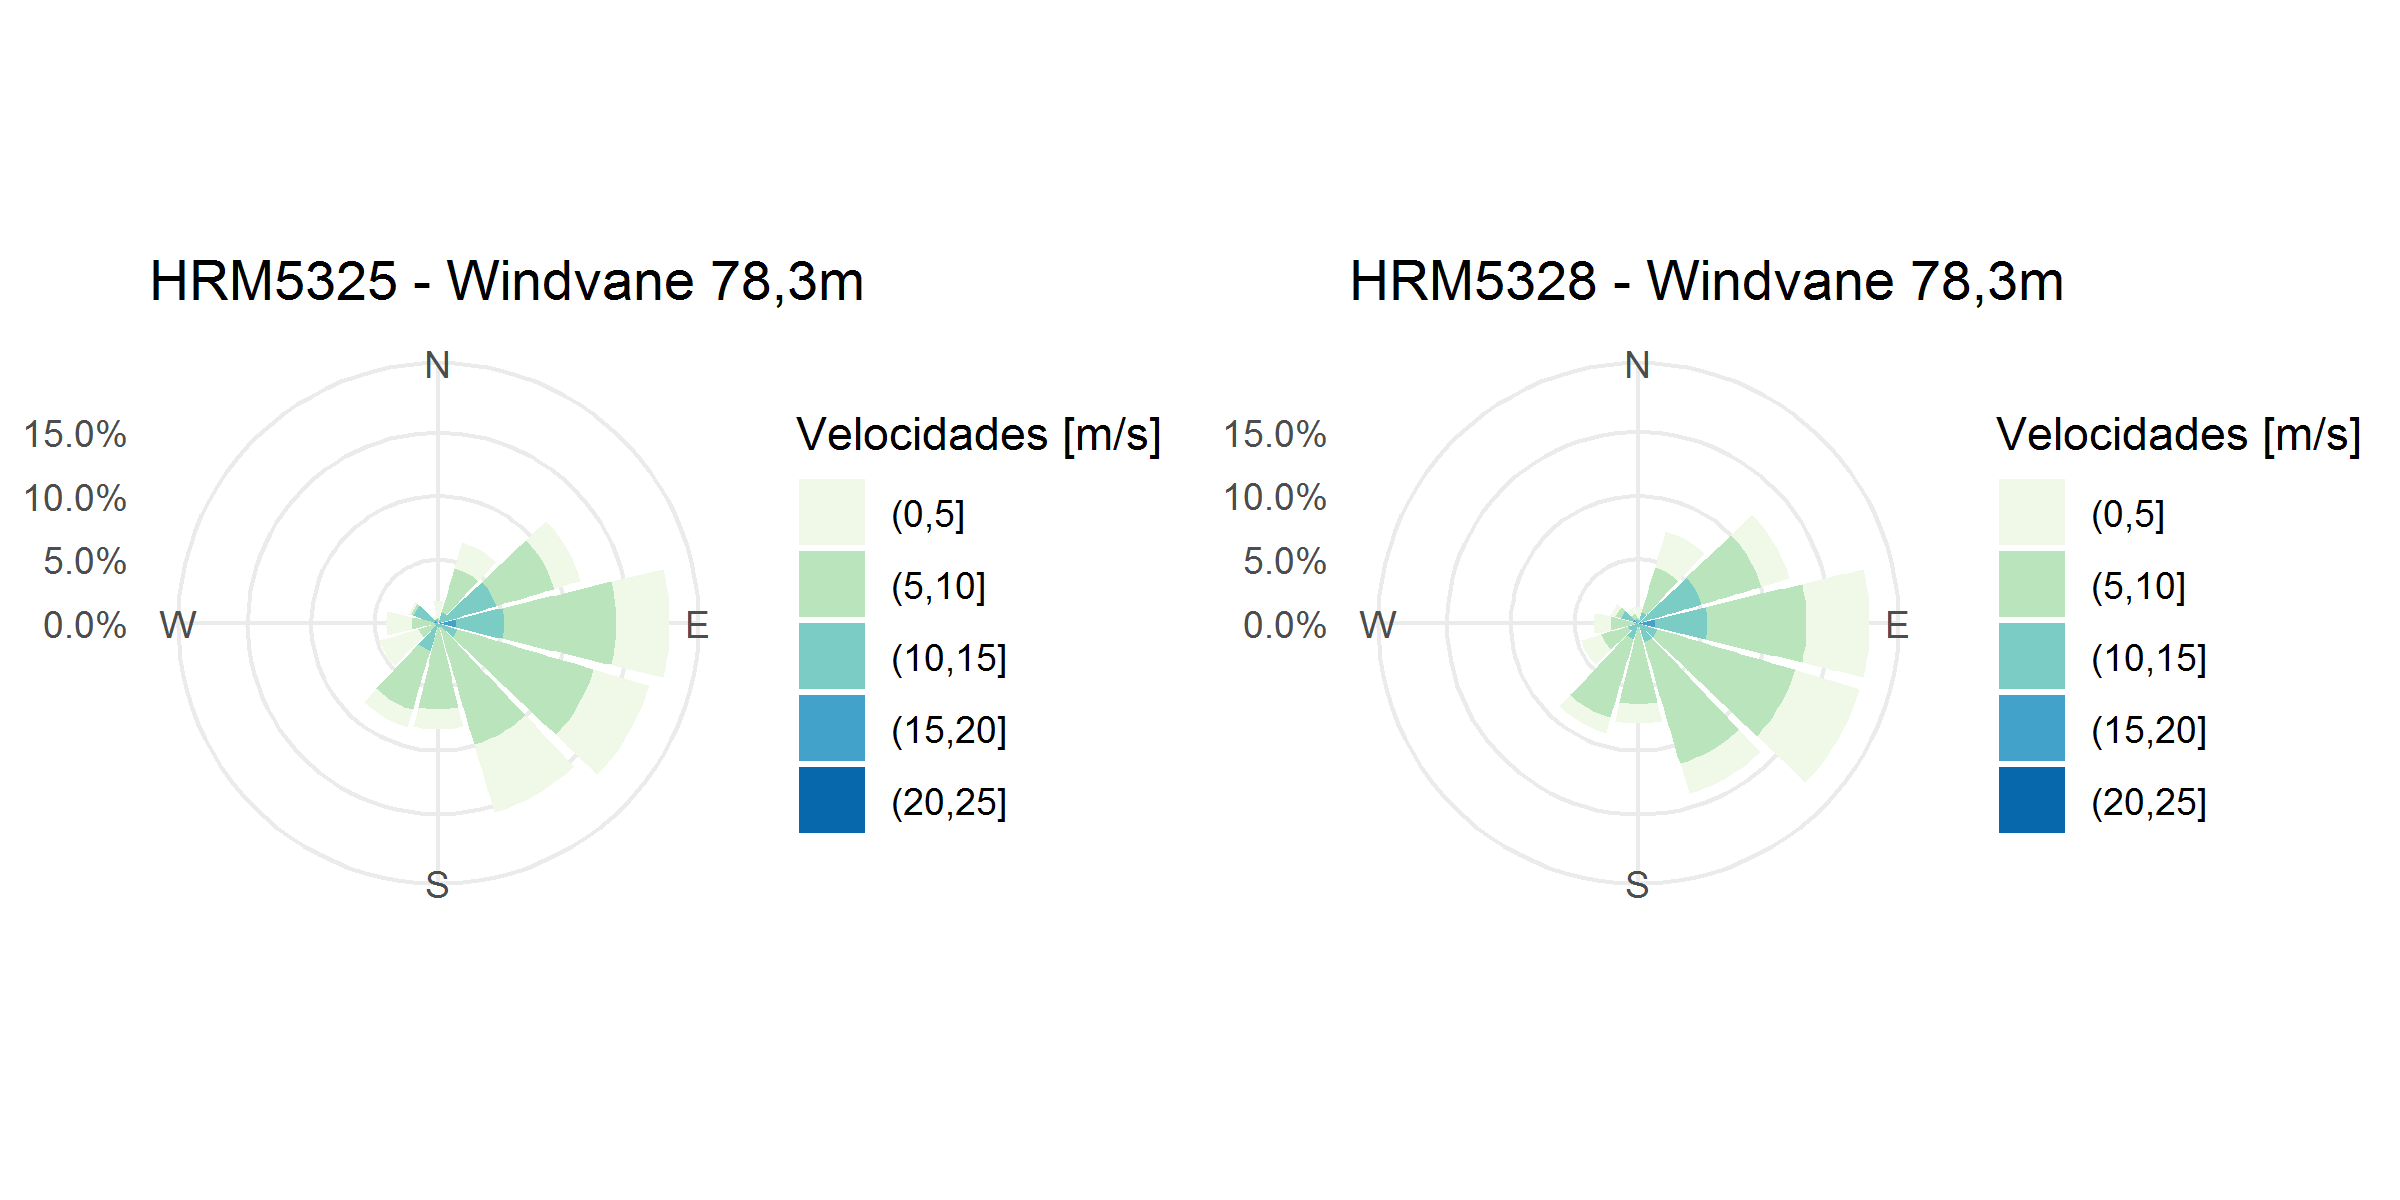 HRM5325 - Windvane 78,3m
N
15.0%
10.0%
5.0%
0.0%
W
E
S
Velocidades [m/s]
(0,5]
(5,10]
(10,15]
(15,20]
(20,25]
HRM5328 - Windvane 78,3m
N
15.0%
10.0%
5.0%
0.0%
W
E
S
Velocidades [m/s]
(0,5]
(5,10]
(10,15]
(15,20]
(20,25]